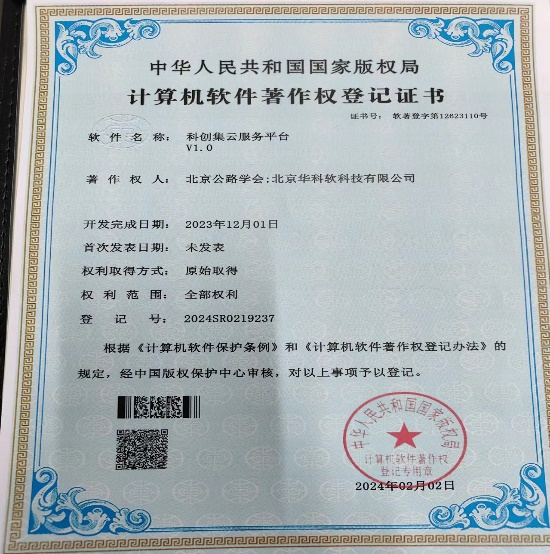 中华人民共和国国家版权局
计算机软件著作权登记证书
证书号： 软著登字第12623110号
软件名称： 科创集云服务平台
V1.0
著作权人： 北京公路学会;北京华科软科技有限公司
开发完成日期： 2023年12月01日
首次发表日期： 未发表
权利取得方式： 原始取得
权利范围： 全部权利
登记号： 2024SR0219237
根据《计算机软件保护条例》和《计算机软件著作权登记办法》的
规定，经中国版权保护中心审核，对以上事项予以登记。
中华人民共和国国家版权局
计算机软件著作权
登记专用章
2024年02月02日